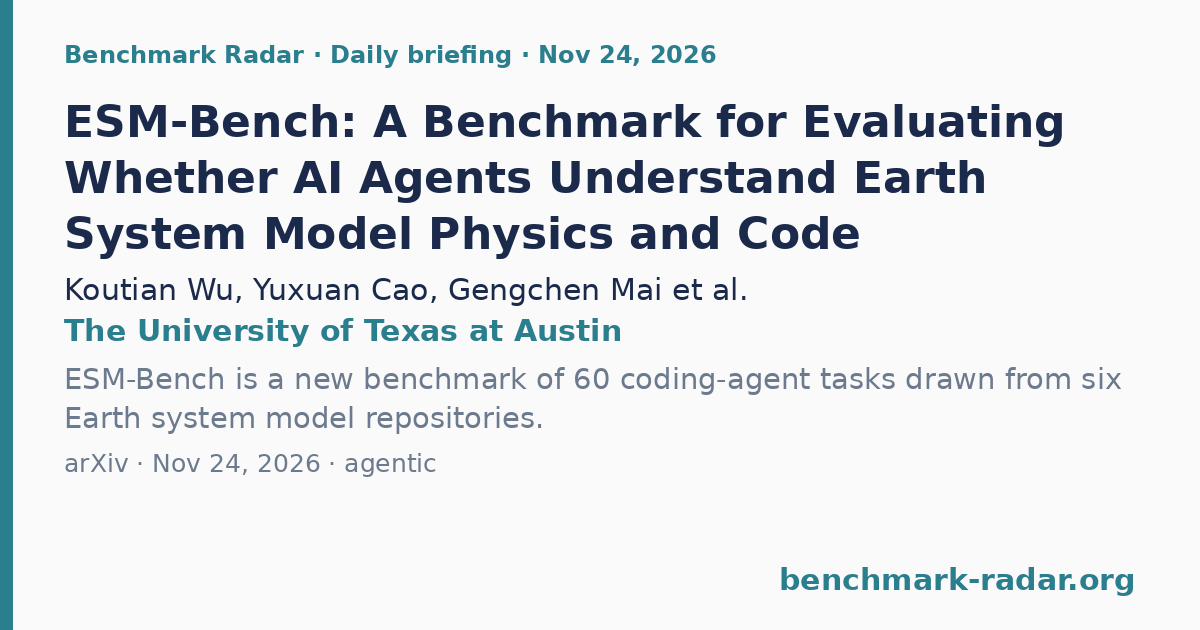 Benchmark Radar · Daily briefing · Nov 24, 2026
ESM-Bench: A Benchmark for Evaluating
Whether AI Agents Understand Earth
System Model Physics and Code
Koutian Wu, Yuxuan Cao, Gengchen Mai et al.
The University of Texas at Austin
ESM-Bench is a new benchmark of 60 coding-agent tasks drawn from six
Earth system model repositories.
arXiv · Nov 24, 2026 · agentic
benchmark-radar.org